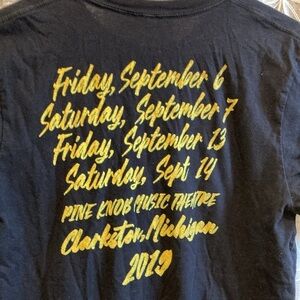 Friday, September 6
Saturday, September 7
Friday, September 13
Saturday, Sept 14
PINE KNOB MUSIC THEATRE
Clarkston, Michigan
2019